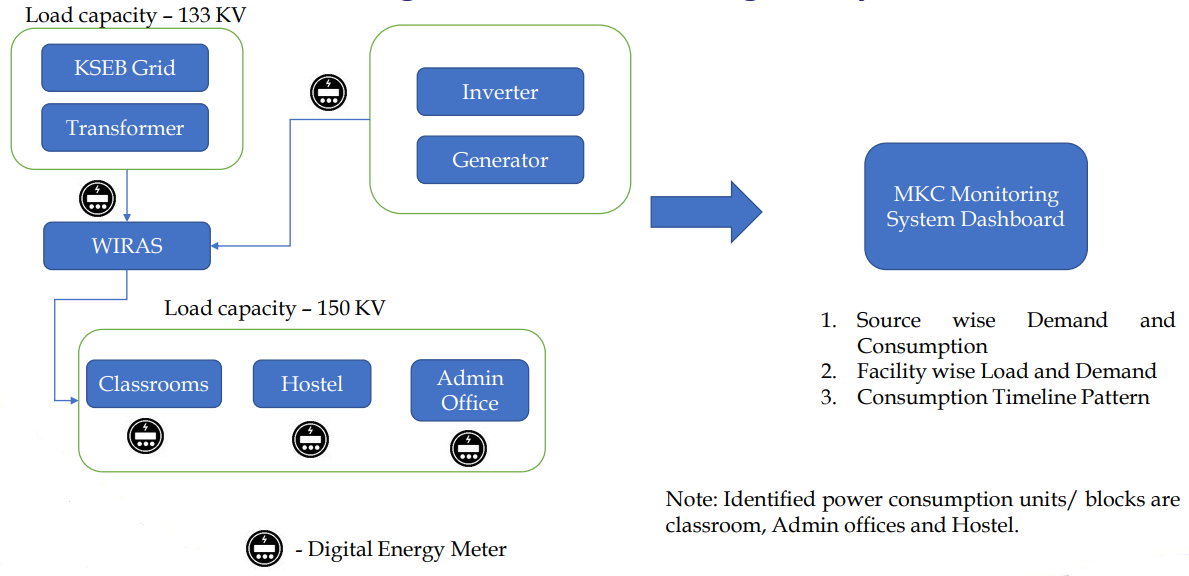 Load capacity – 133 KV
KSEB Grid
Transformer
Inverter
Generator
WIRAS
MKC Monitoring
System Dashboard
Load capacity – 150 KV
Classrooms
Hostel
Admin
Office
1. Source wise Demand and
Consumption
2. Facility wise Load and Demand
3. Consumption Timeline Pattern
Note: Identified power consumption units/ blocks are
classroom, Admin offices and Hostel.
- Digital Energy Meter